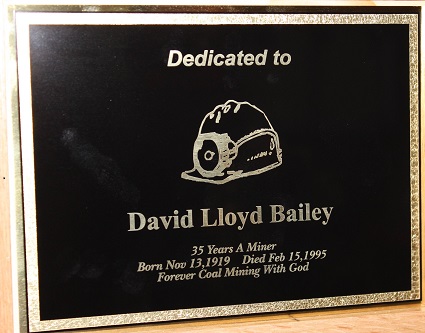 Dedicated to
David Lloyd Bailey
35 Years A Miner
Born Nov 13,1919 Died Feb 15,1995
Forever Coal Mining With God